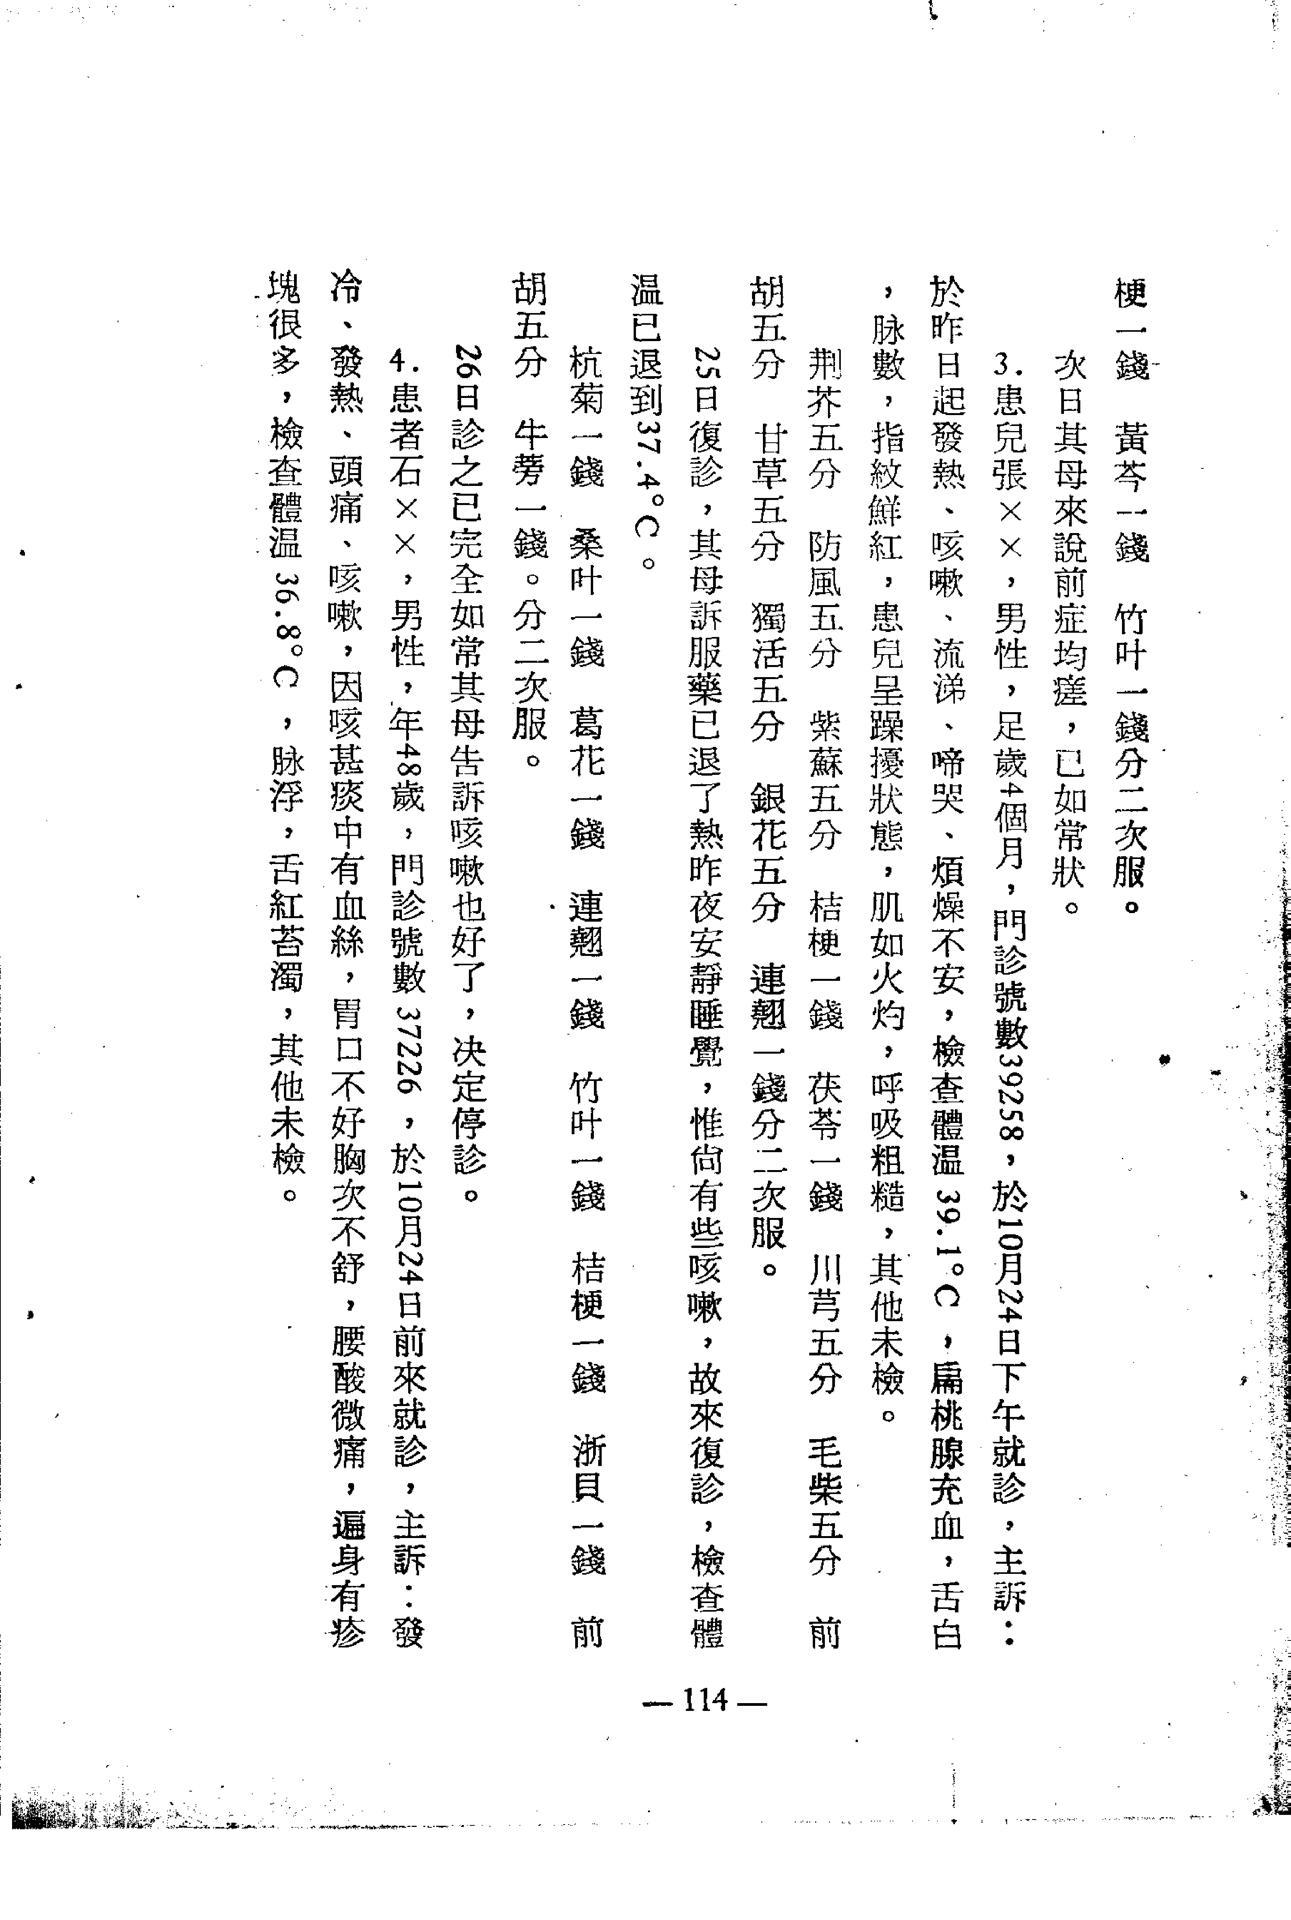 梗一錢　黃芩一錢　竹叶一錢分二次服。
次日其母來說前症均瘥，已如常狀。
3.患兒張××，男性，足歲4個月，門診號數39258，於10月24日下午就診，主訴：
於昨日起發熱、咳嗽、流涕、啼哭、煩燥不安，檢查體温39.1°C，扁桃腺充血，舌白
，脉數，指紋鮮紅，患兒呈躁擾狀態，肌如火灼，呼吸粗糙，其他未檢。
荆芥五分　防風五分　紫蘇五分　桔梗一錢　茯苓一錢　川芎五分　毛柴五分　前
胡五分　甘草五分　獨活五分　銀花五分　連翹一錢分二次服。
25日復診，其母訴服藥已退了熱昨夜安靜睡覺，惟尙有些咳嗽，故來復診，檢查體
温已退到37.4°C。
杭菊一錢　桑叶一錢　葛花一錢　連翹一錢　竹叶一錢　桔梗一錢　浙貝一錢　前
胡五分　牛蒡一錢。分二次服。
26日診之已完全如常其母告訴咳嗽也好了，决定停診。
4.患者石××，男性，年48歲，門診號數37226，於10月24日前來就診，主訴：發
冷、發熱、頭痛、咳嗽，因咳甚痰中有血絲，胃口不好胸次不舒，腰酸微痛，遍身有疹
塊很多，檢查體温36.8°C，脉浮，舌紅苔濁，其他未檢。
— 114 —